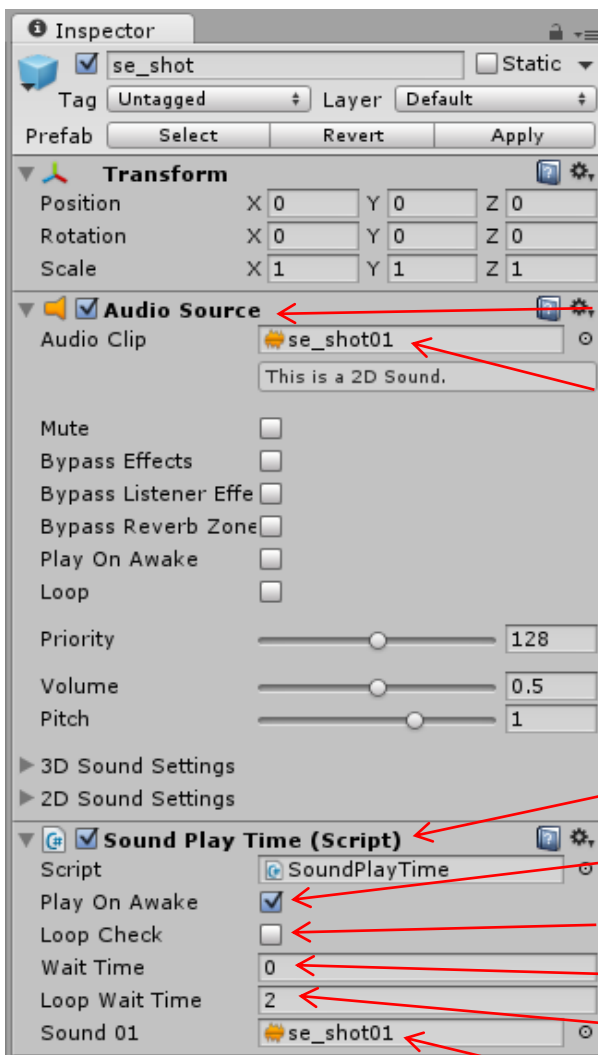 Inspector
se_shot Static
Tag Untagged Layer Default
Prefab Select Revert Apply
Transform
Position X 0 Y 0 Z 0
Rotation X 0 Y 0 Z 0
Scale X 1 Y 1 Z 1
Audio Source
Audio Clip se_shot01
This is a 2D Sound.
Mute
Bypass Effects
Bypass Listener Effe
Bypass Reverb Zone
Play On Awake
Loop
Priority 128
Volume 0.5
Pitch 1
3D Sound Settings
2D Sound Settings
Sound Play Time (Script)
Script SoundPlayTime
Play On Awake
Loop Check
Wait Time 0
Loop Wait Time 2
Sound 01 se_shot01